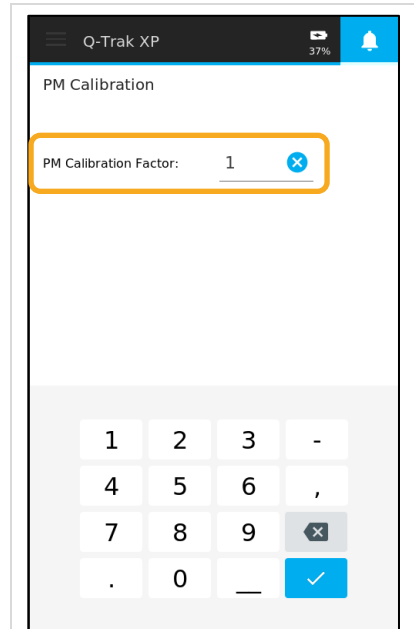 Q-Trak XP
37%
PM Calibration
PM Calibration Factor: 1
1 2 3 -
4 5 6 ,
7 8 9
. 0 _